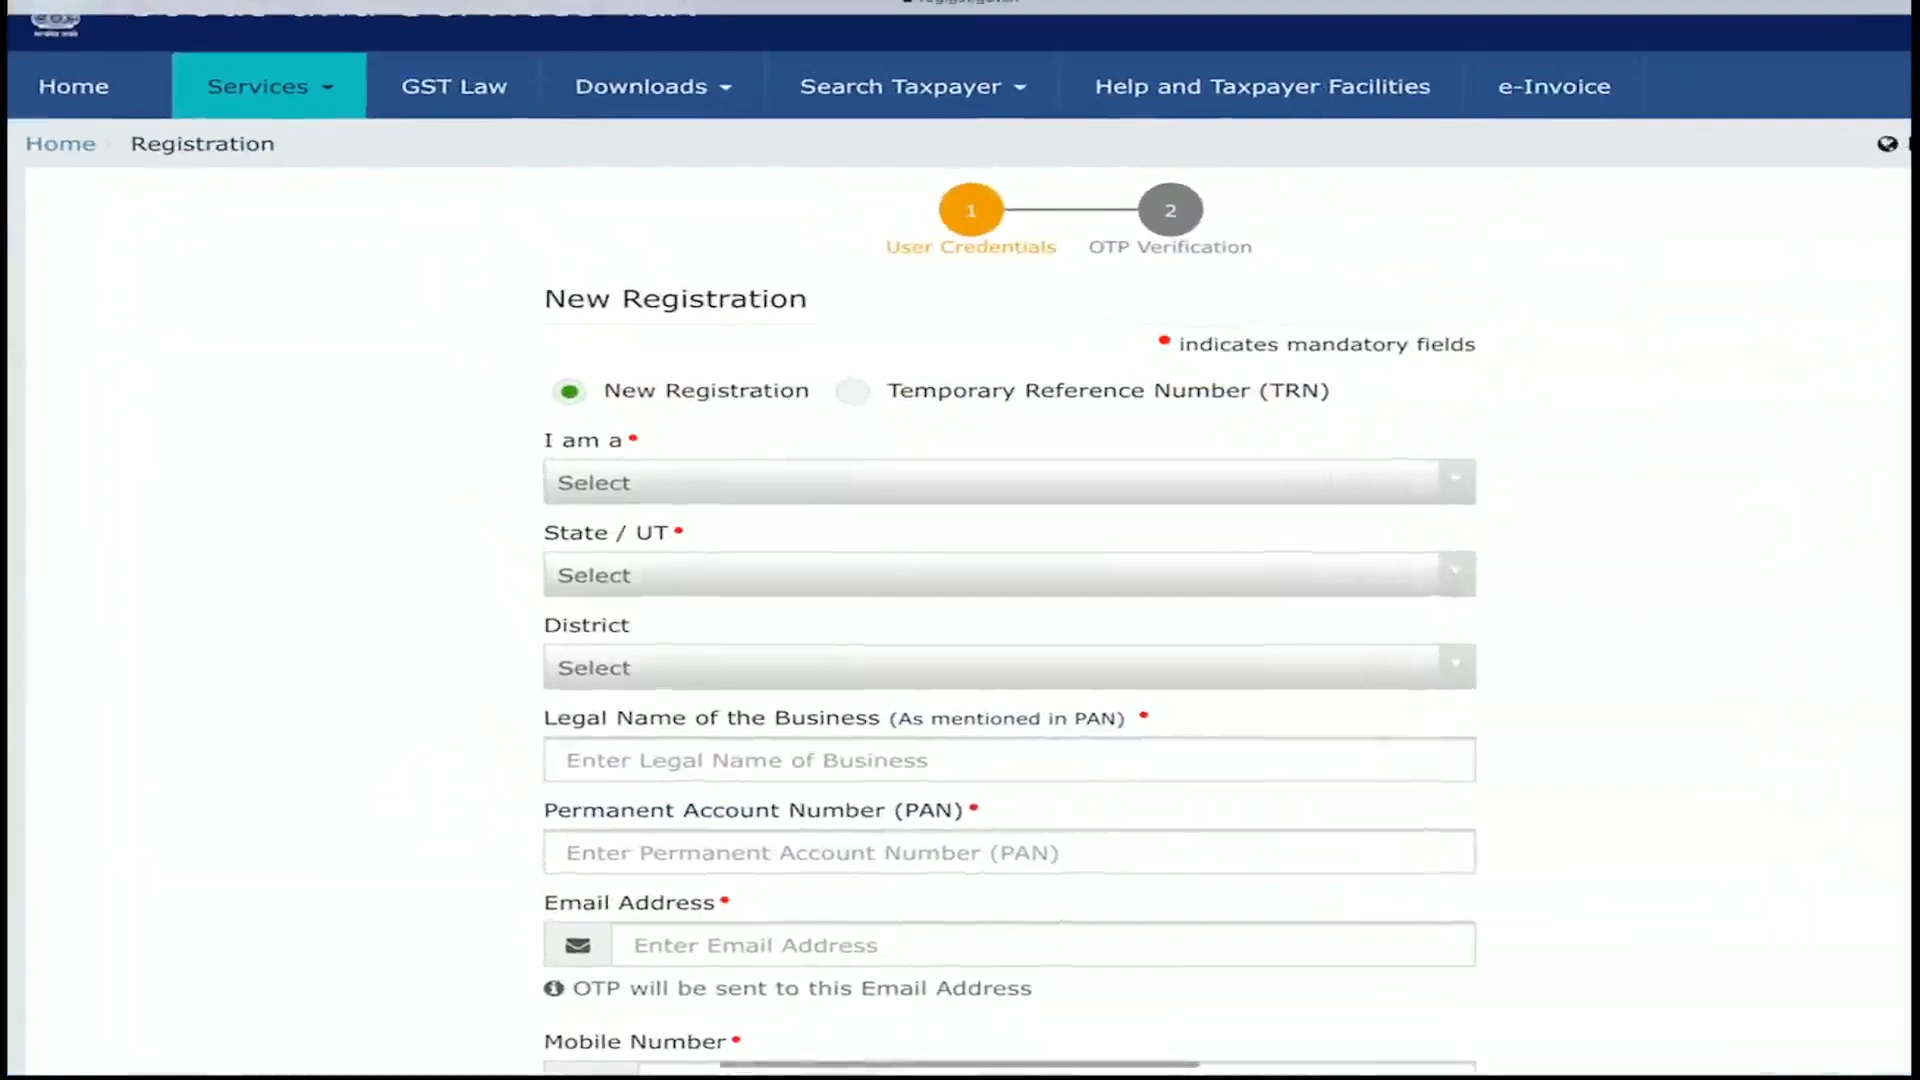 Home Services GST Law Downloads Search Taxpayer Help and Taxpayer Facilities e-Invoice
Home Registration
1 2
User Credentials OTP Verification
New Registration
• indicates mandatory fields
New Registration Temporary Reference Number (TRN)
I am a•
Select
State / UT•
Select
District
Select
Legal Name of the Business (As mentioned in PAN) •
Enter Legal Name of Business
Permanent Account Number (PAN)•
Enter Permanent Account Number (PAN)
Email Address•
Enter Email Address
OTP will be sent to this Email Address
Mobile Number•